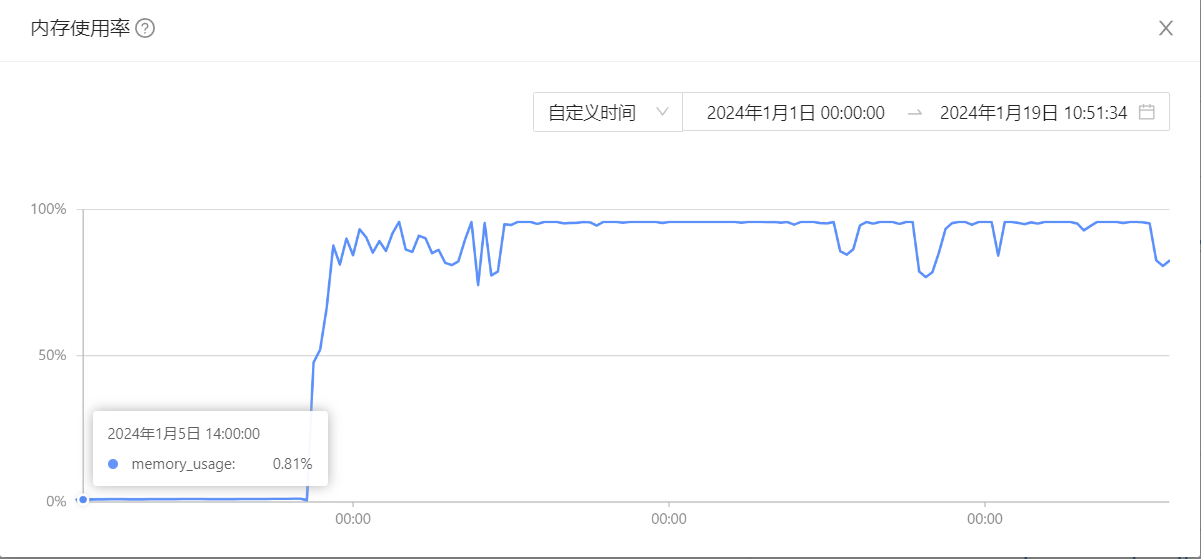 内存使用率 ?
自定义时间 2024年1月1日 00:00:00 → 2024年1月19日 10:51:34
100%
50%
2024年1月5日 14:00:00
memory_usage: 0.81%
0%
00:00 00:00 00:00